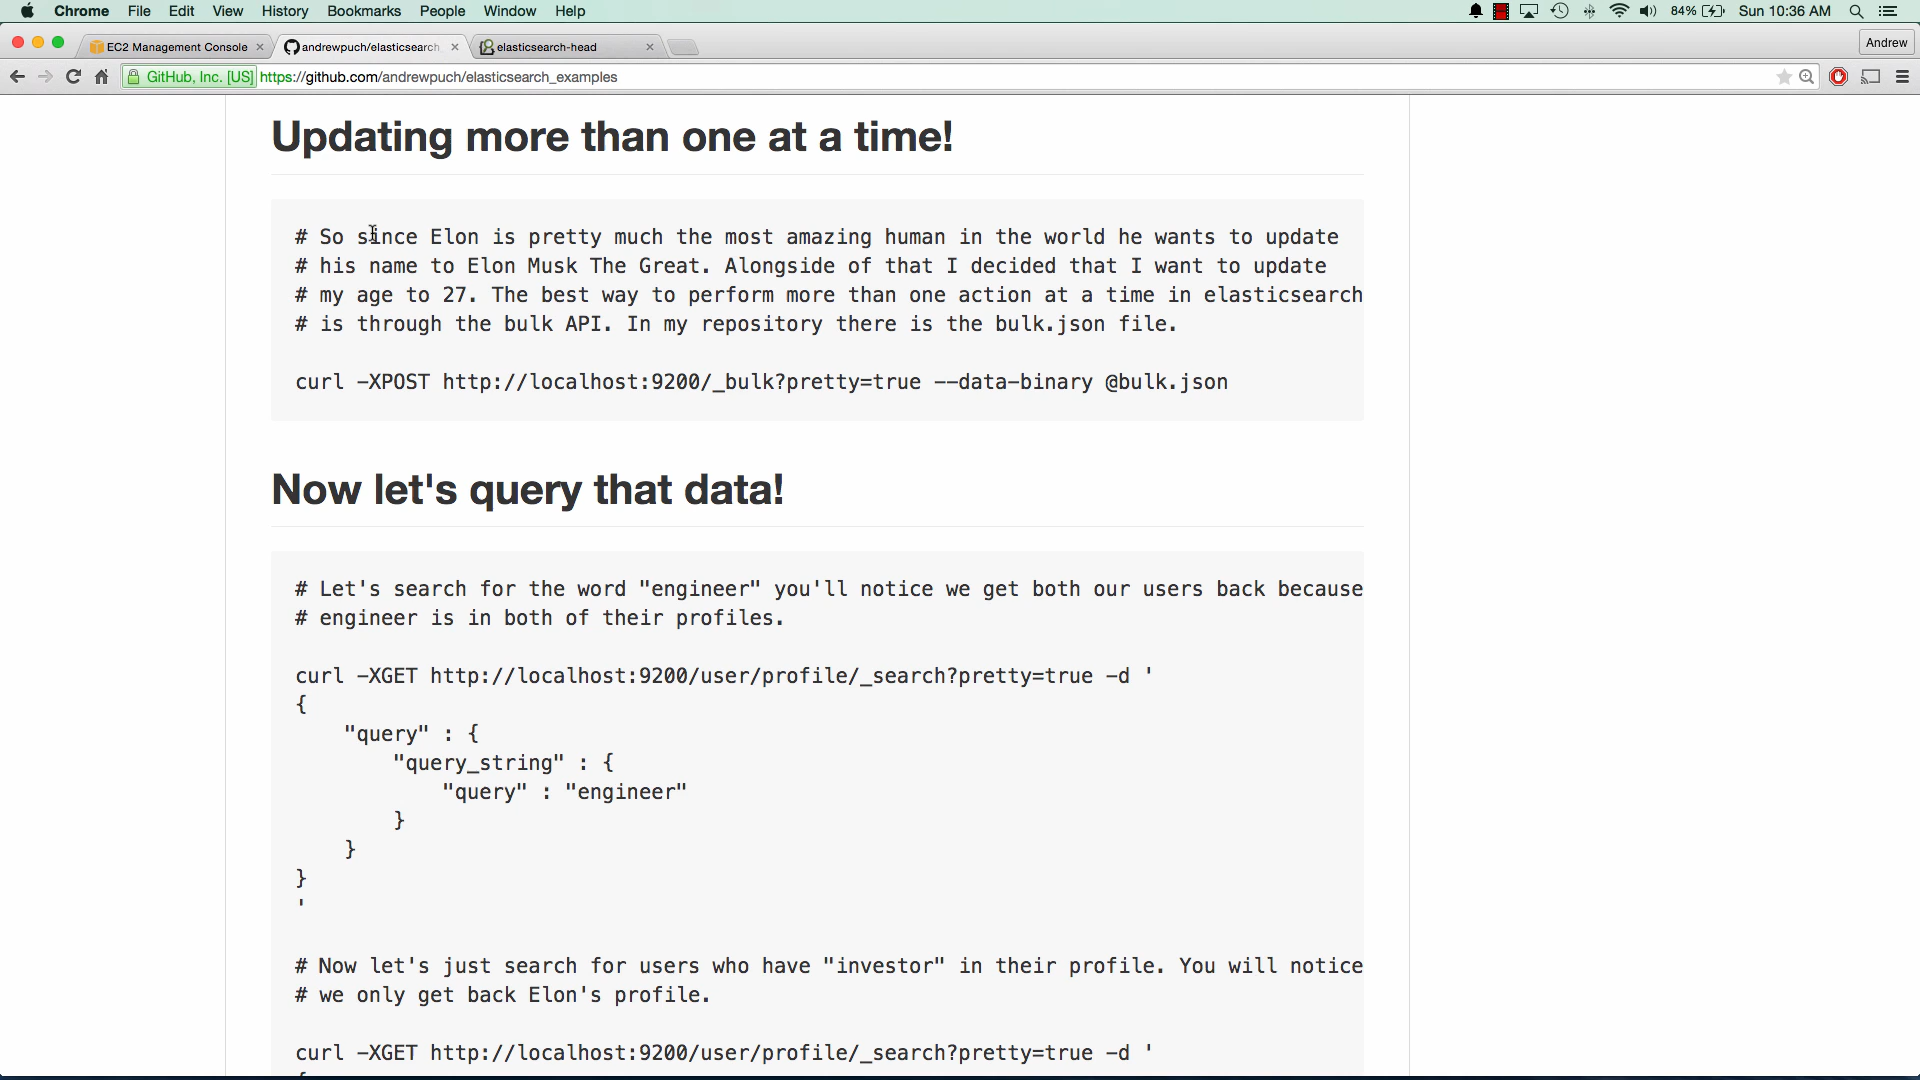 Chrome File Edit View History Bookmarks People Window Help 84% Sun 10:36 AM
EC2 Management Console andrewpuch/elasticsearch_ elasticsearch-head Andrew
GitHub, Inc. [US] https://github.com/andrewpuch/elasticsearch_examples
Updating more than one at a time!
# So since Elon is pretty much the most amazing human in the world he wants to update
# his name to Elon Musk The Great. Alongside of that I decided that I want to update
# my age to 27. The best way to perform more than one action at a time in elasticsearch
# is through the bulk API. In my repository there is the bulk.json file.
curl -XPOST http://localhost:9200/_bulk?pretty=true --data-binary @bulk.json
Now let's query that data!
# Let's search for the word "engineer" you'll notice we get both our users back because
# engineer is in both of their profiles.
curl -XGET http://localhost:9200/user/profile/_search?pretty=true -d '
{
"query" : {
"query_string" : {
"query" : "engineer"
}
}
}
'
# Now let's just search for users who have "investor" in their profile. You will notice
# we only get back Elon's profile.
curl -XGET http://localhost:9200/user/profile/_search?pretty=true -d '
{